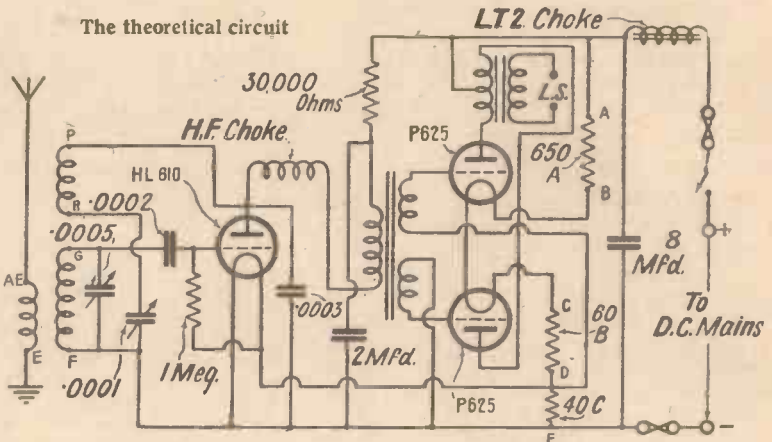 The theoretical circuit
L.T.2 Choke
30,000
Ohms
H.F. Choke
L.S.
P
P625
650
A
A
B
HL 610
R
.0002
.0005
G
8
Mfd.
+
AE
.0003
To
D.C. Mains
C
60
B
E
F
.0001
1 Meg.
2 Mfd.
D
P625
40 C
E
-